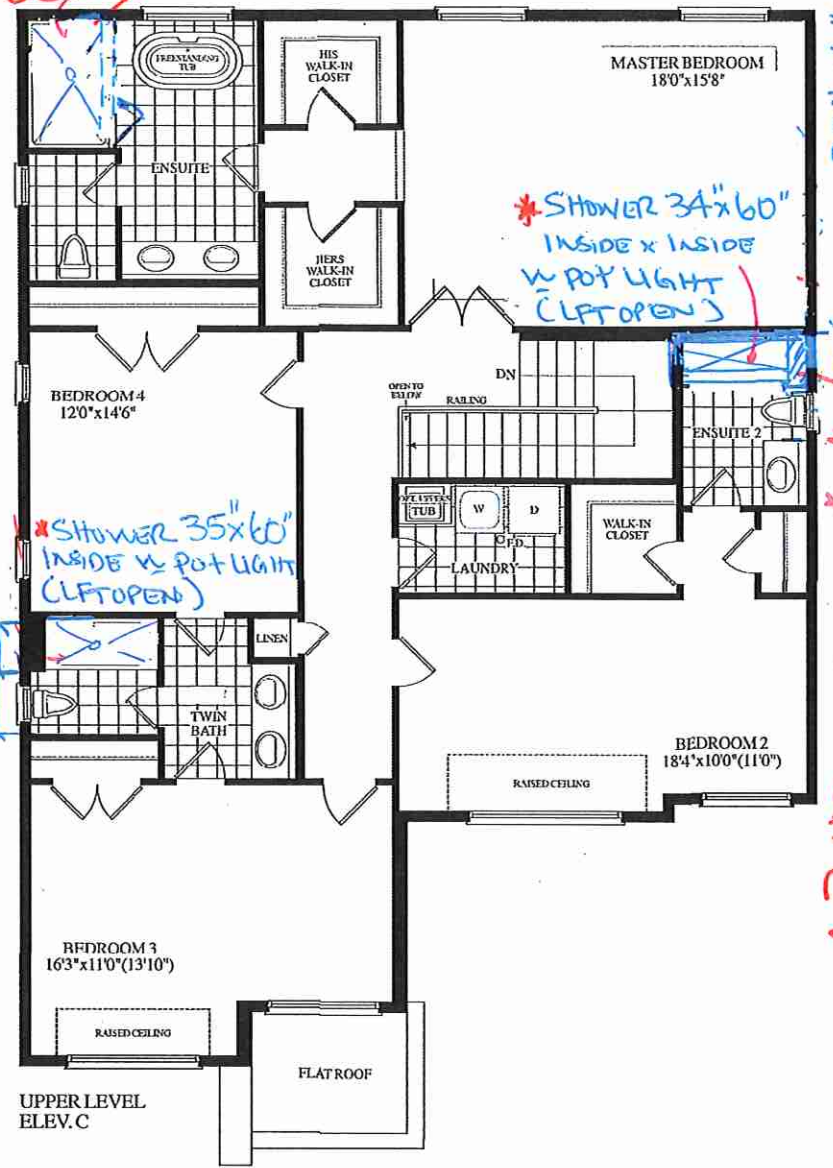 FREESTANDING
TUB
HIS
WALK-IN
CLOSET
MASTER BEDROOM
18'0"x15'8"
ENSUITE
*SHOWER 34"x60"
INSIDE x INSIDE
W POT LIGHT
(LFT OPEN)
HERS
WALK-IN
CLOSET
BEDROOM 4
12'0"x14'6"
OPEN TO
BELOW
RAILING
DN
ENSUITE 2
TUB
W
D
F.D.
LAUNDRY
WALK-IN
CLOSET
*SHOWER 35"x60"
INSIDE W POT LIGHT
(LFT OPEN)
LINEN
TWIN
BATH
BEDROOM 2
18'4"x10'0"(11'0")
RAISED CEILING
BEDROOM 3
16'3"x11'0"(13'10")
RAISED CEILING
FLAT ROOF
UPPER LEVEL
ELEV. C